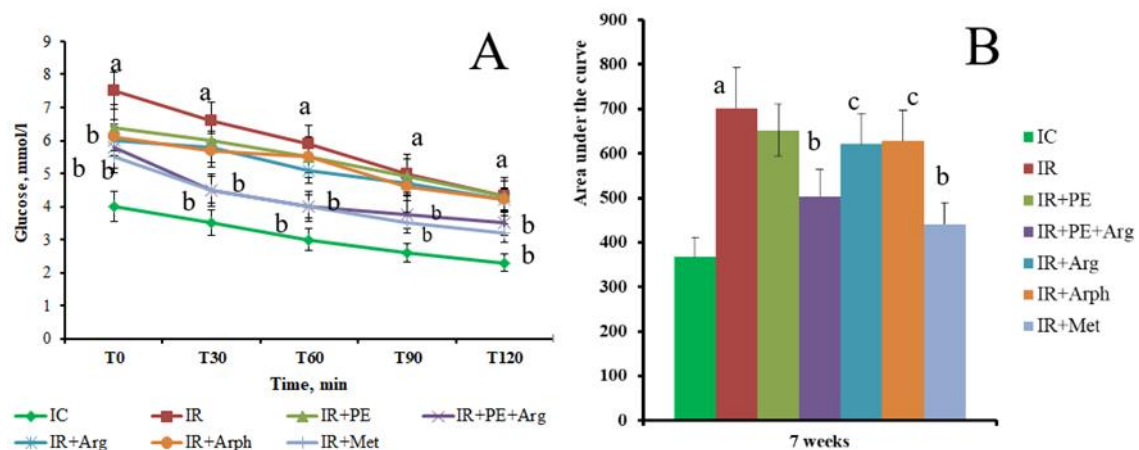 A
Glucose, mmol/l
9
8
7
6
5
4
3
2
1
0
a
a
a
a
a
b
b
b
b
b
b
b
b
b
b
b
b
T0 T30 T60 T90 T120
Time, min
IC IR IR+PE IR+PE+Arg
IR+Arg IR+Arph IR+Met
B
Area under the curve
900
800
700
600
500
400
300
200
100
0
a
b
c
c
b
7 weeks
IC
IR
IR+PE
IR+PE+Arg
IR+Arg
IR+Arph
IR+Met